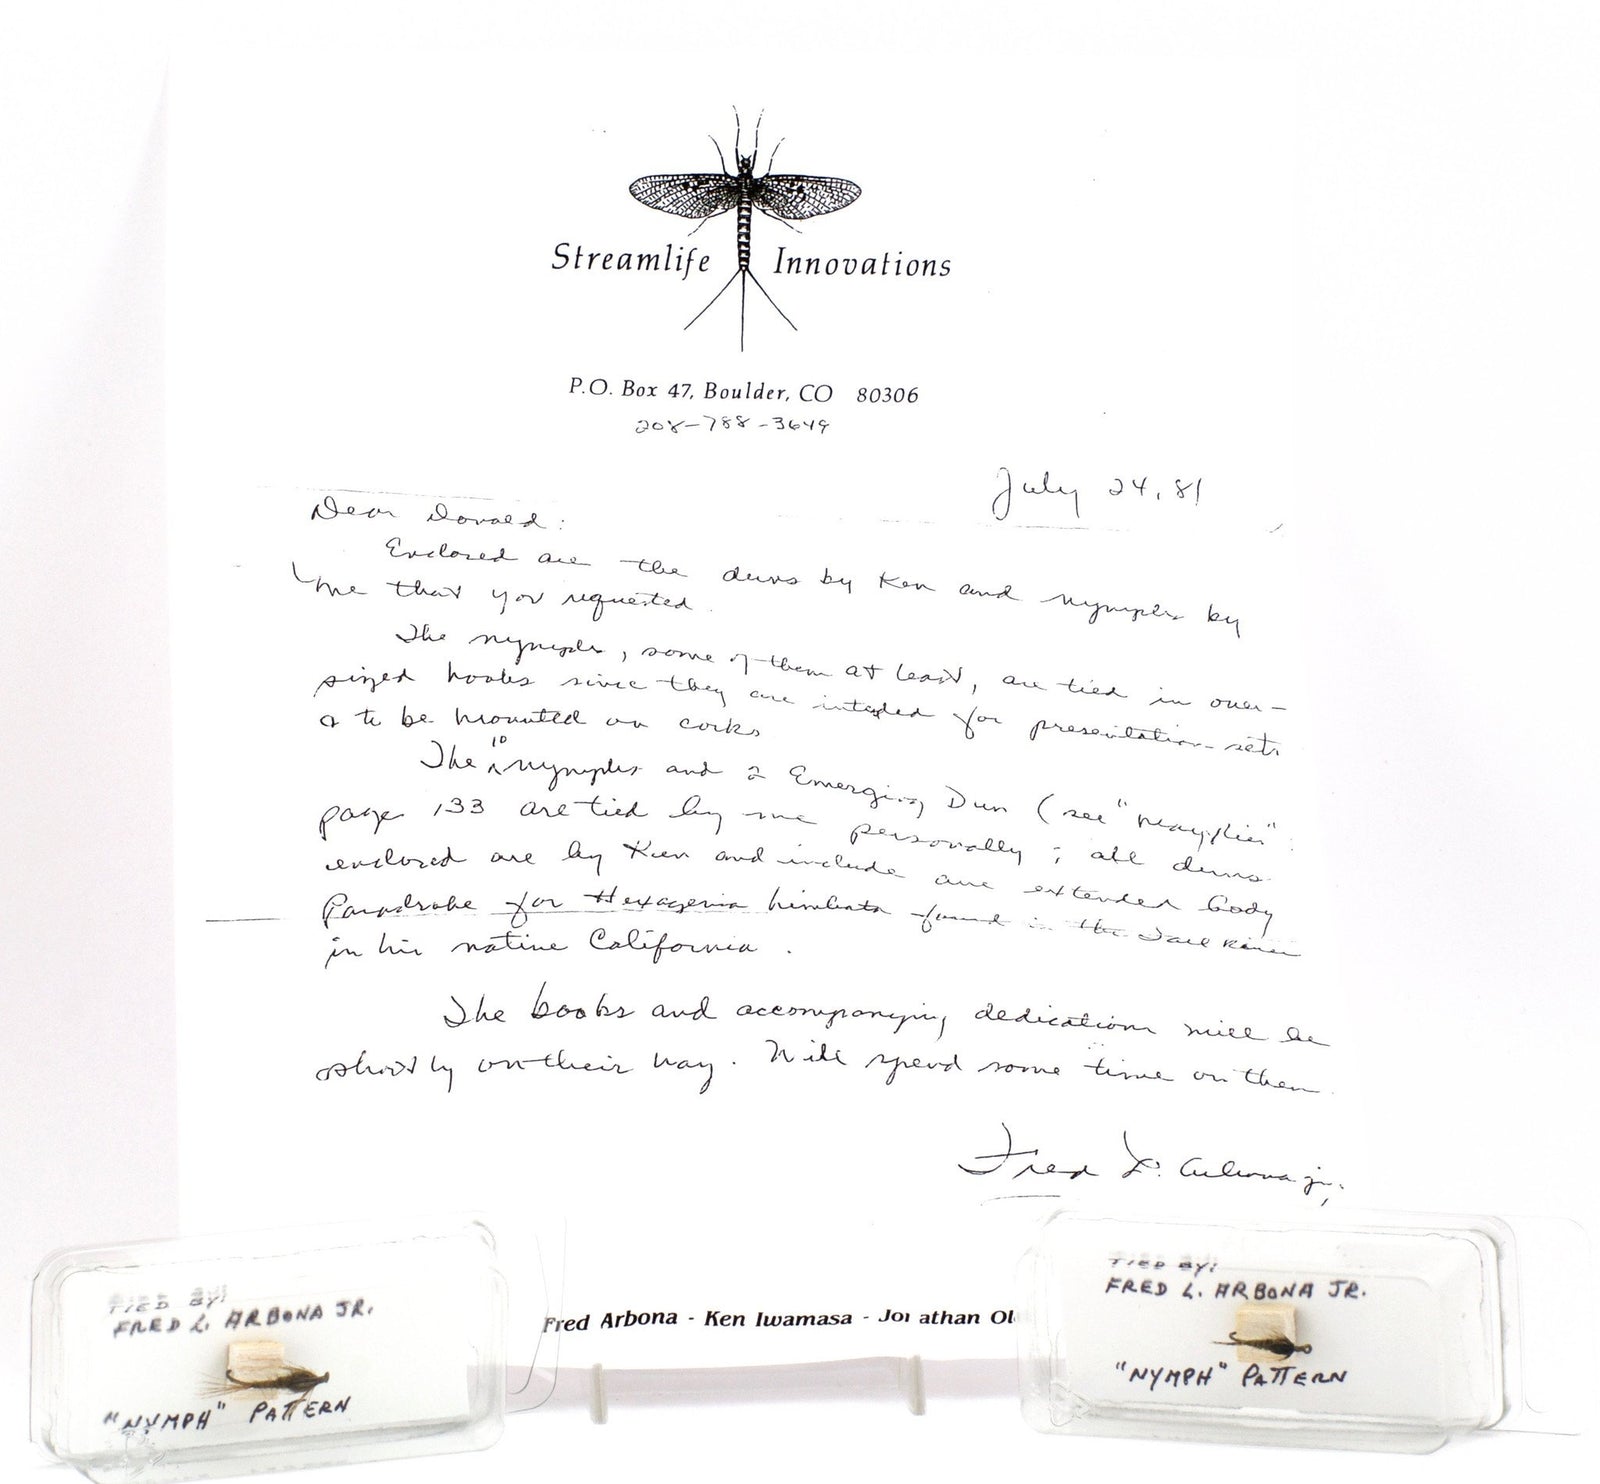 Streamlife Innovations
P.O. Box 47, Boulder, CO 80306
208-788-3649
July 24, 81
Dear Donald:
Enclosed are the duns by Ken and nymphs by
me that you requested.
The nymphs, some of them at least, are tied in over-
sized hooks since they are intended for presentation sets
or to be mounted on corks
The 10 nymphs and 2 Emerging Dun (see "Mayflies"
page 133 are tied by me personally; all duns
enclosed are by Ken and include an extended body
Paradrake for Hexagenia limbata found in the
in his native California.
The books and accompanying dedication will be
shortly on their way. Will spend some time on them.
Fred L. Arbona jr.
Fred Arbona - Ken Iwamasa - Jonathan Ol
TIED BY:
FRED L. ARBONA JR.
"NYMPH" PATTERN
TIED BY:
FRED L. ARBONA JR.
"NYMPH" PATTERN